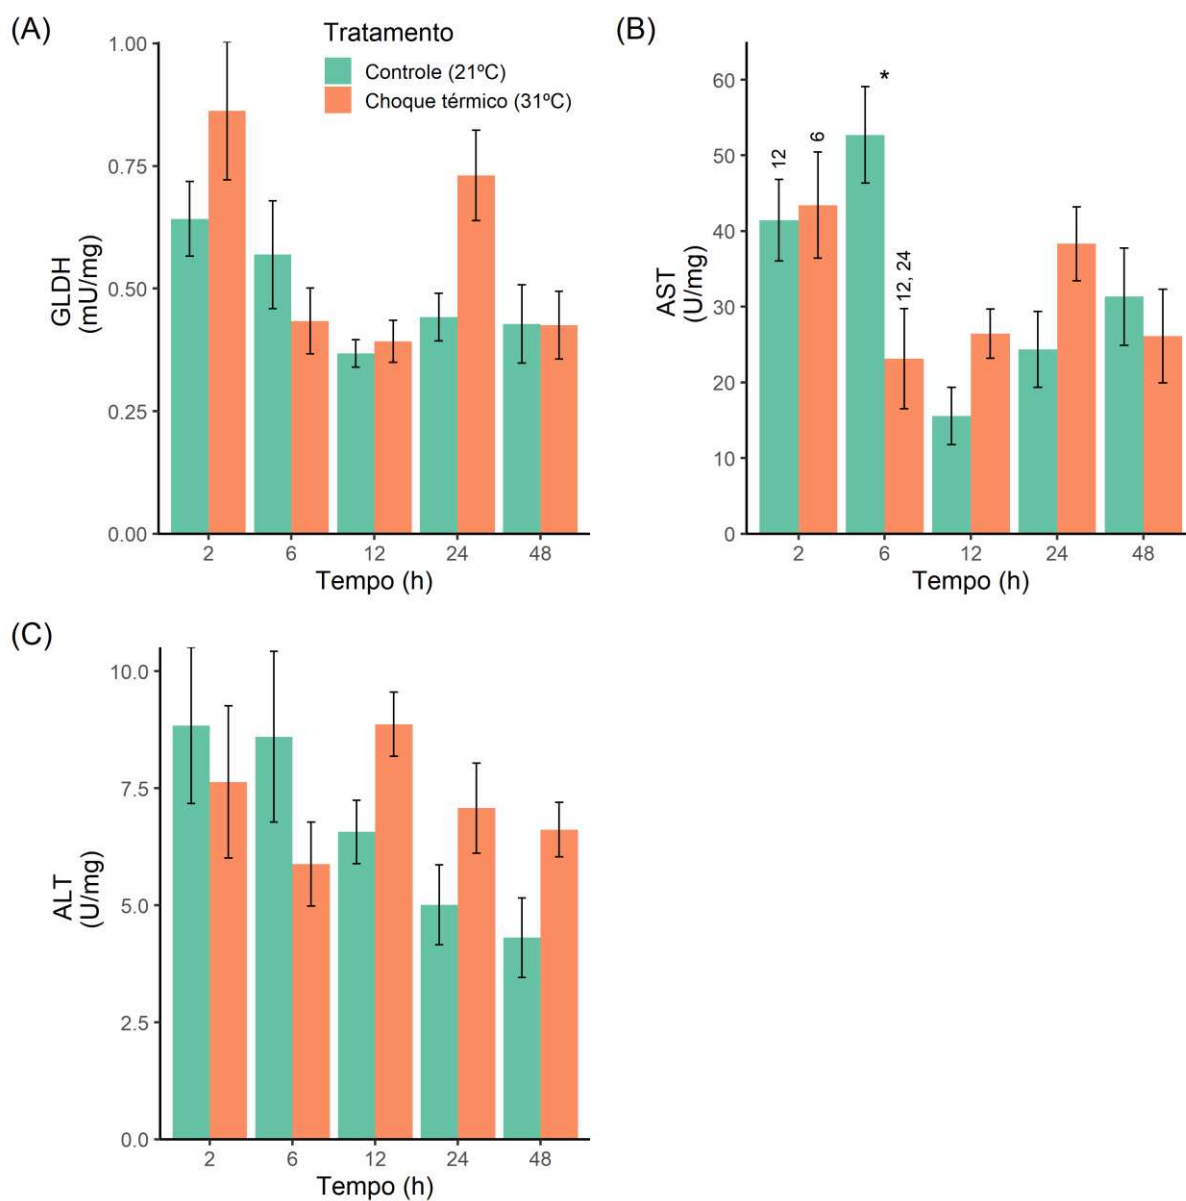 (A)
Tratamento
Controle (21ºC)
Choque térmico (31ºC)
1.00
0.75
0.50
0.25
0.00
GLDH
(mU/mg)
2 6 12 24 48
Tempo (h)
(B)
60
50
40
30
20
10
0
AST
(U/mg)
12
6
*
12, 24
2 6 12 24 48
Tempo (h)
(C)
10.0
7.5
5.0
2.5
0.0
ALT
(U/mg)
2 6 12 24 48
Tempo (h)